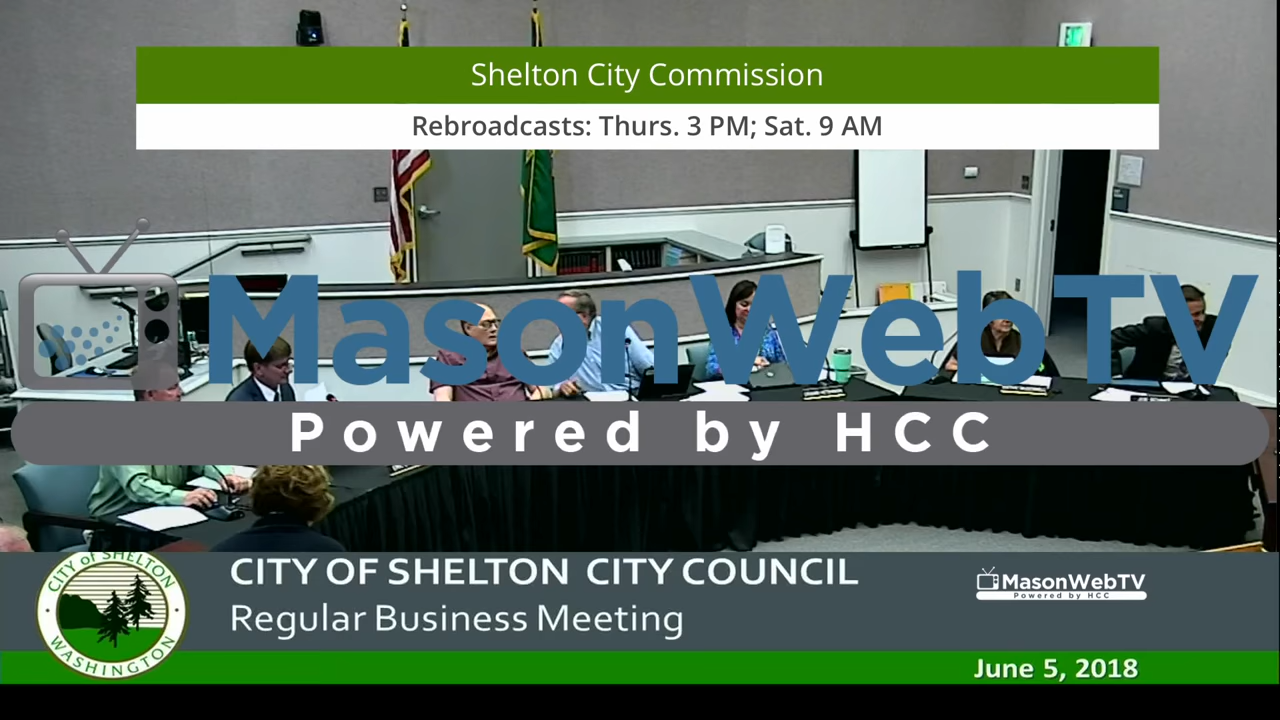 Shelton City Commission
Rebroadcasts: Thurs. 3 PM; Sat. 9 AM
MasonWebTV
Powered by HCC
CITY OF SHELTON
WASHINGTON
CITY OF SHELTON CITY COUNCIL
Regular Business Meeting
MasonWebTV
Powered by HCC
June 5, 2018